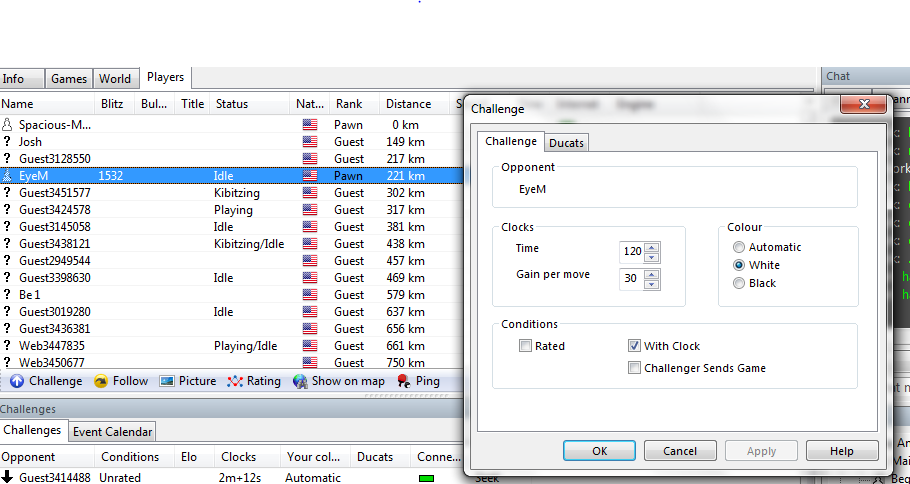 Info Games World Players
Name Blitz Bul... Title Status Nat... Rank Distance
Spacious-M... Pawn 0 km
? Josh Guest 149 km
? Guest3128550 Guest 217 km
EyeM 1532 Idle Pawn 221 km
? Guest3451577 Kibitzing Guest 302 km
? Guest3424578 Playing Guest 317 km
? Guest3145058 Idle Guest 381 km
? Guest3438121 Kibitzing/Idle Guest 438 km
? Guest2949544 Guest 457 km
? Guest3398630 Idle Guest 469 km
? Be 1 Guest 579 km
? Guest3019280 Idle Guest 637 km
? Guest3436381 Guest 656 km
? Web3447835 Playing/Idle Guest 661 km
? Web3450677 Guest 750 km
Challenge Follow Picture Rating Show on map Ping
Challenges
Challenges Event Calendar
Opponent Conditions Elo Clocks Your col... Ducats Conne...
Guest3414488 Unrated 2m+12s Automatic Seek
Challenge
Challenge Ducats
Opponent
EyeM
Clocks
Time 120
Gain per move 30
Colour
Automatic
White
Black
Conditions
Rated With Clock
Challenger Sends Game
OK Cancel Apply Help
Chat